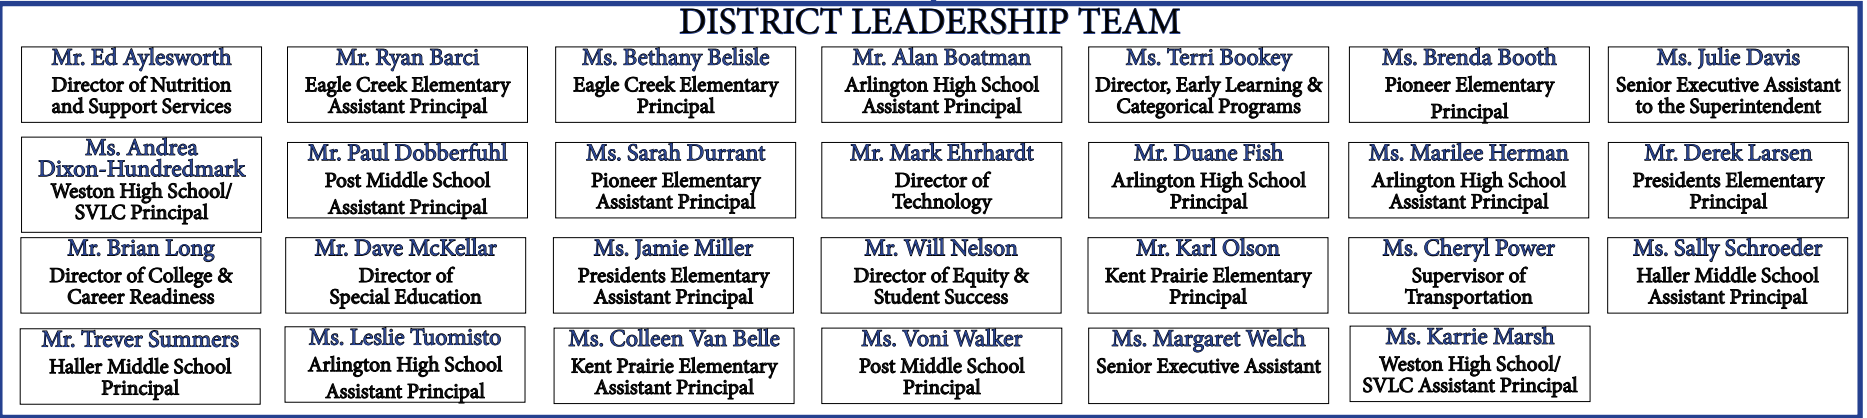 DISTRICT LEADERSHIP TEAM
Mr. Ed Aylesworth
Director of Nutrition
and Support Services
Mr. Ryan Barci
Eagle Creek Elementary
Assistant Principal
Ms. Bethany Belisle
Eagle Creek Elementary
Principal
Mr. Alan Boatman
Arlington High School
Assistant Principal
Ms. Terri Bookey
Director, Early Learning &
Categorical Programs
Ms. Brenda Booth
Pioneer Elementary
Principal
Ms. Julie Davis
Senior Executive Assistant
to the Superintendent
Ms. Andrea
Dixon-Hundredmark
Weston High School/
SVLC Principal
Mr. Paul Dobberfuhl
Post Middle School
Assistant Principal
Ms. Sarah Durrant
Pioneer Elementary
Assistant Principal
Mr. Mark Ehrhardt
Director of
Technology
Mr. Duane Fish
Arlington High School
Principal
Ms. Marilee Herman
Arlington High School
Assistant Principal
Mr. Derek Larsen
Presidents Elementary
Principal
Mr. Brian Long
Director of College &
Career Readiness
Mr. Dave McKellar
Director of
Special Education
Ms. Jamie Miller
Presidents Elementary
Assistant Principal
Mr. Will Nelson
Director of Equity &
Student Success
Mr. Karl Olson
Kent Prairie Elementary
Principal
Ms. Cheryl Power
Supervisor of
Transportation
Ms. Sally Schroeder
Haller Middle School
Assistant Principal
Mr. Trever Summers
Haller Middle School
Principal
Ms. Leslie Tuomisto
Arlington High School
Assistant Principal
Ms. Colleen Van Belle
Kent Prairie Elementary
Assistant Principal
Ms. Voni Walker
Post Middle School
Principal
Ms. Margaret Welch
Senior Executive Assistant
Ms. Karrie Marsh
Weston High School/
SVLC Assistant Principal